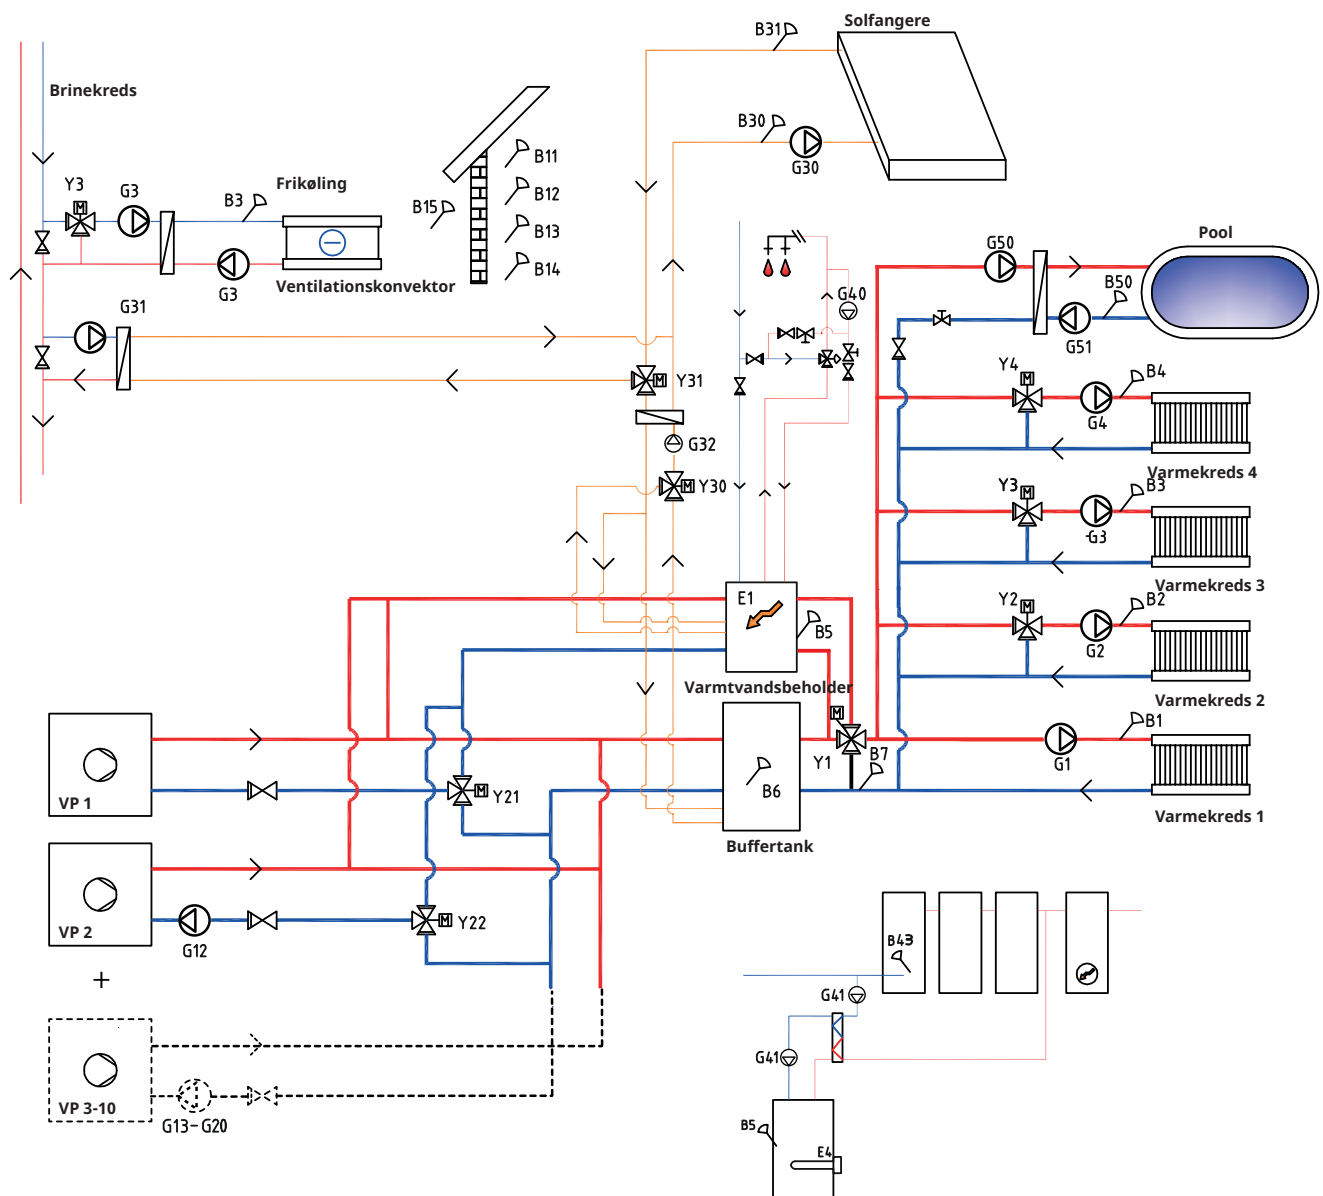 Solfangere
B31
Brinekreds
B30
G30
B11
Y3
G3
Frikøling
B12
B3
B15
B13
B14
G3
Ventilationskonvektor
Pool
G50
B50
G40
G51
G31
Y31
Y4
B4
G4
G32
Varmekreds 4
Y30
Y3
B3
G3
Varmekreds 3
E1
Y2
B2
B5
G2
Varmtvandsbeholder
Varmekreds 2
M
B1
Y1
B7
G1
VP 1
Y21
B6
Varmekreds 1
Buffertank
VP 2
G12
Y22
B43
+
G41
G41
VP 3-10
G13-G20
B5
E4